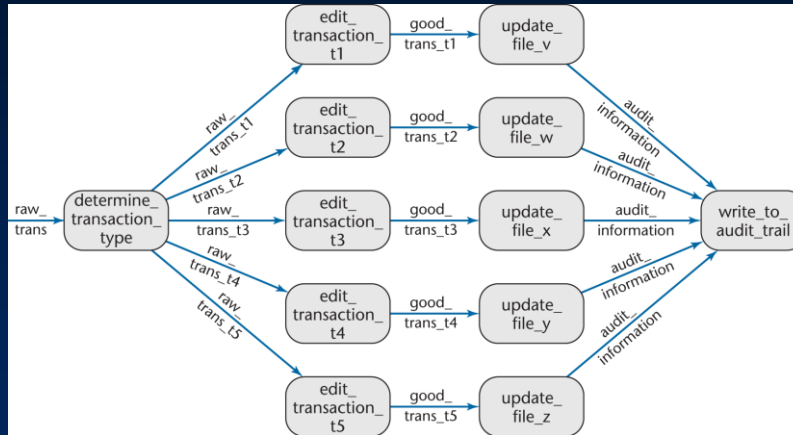 edit_
transaction_
t1
good_
trans_t1
update_
file_v
raw_
trans_t1
audit_
information
edit_
transaction_
t2
good_
trans_t2
update_
file_w
raw_
trans_t2
audit_
information
raw_
trans
determine_
transaction_
type
raw_
trans_t3
edit_
transaction_
t3
good_
trans_t3
update_
file_x
audit_
information
write_to_
audit_trail
raw_
trans_t4
edit_
transaction_
t4
good_
trans_t4
update_
file_y
audit_
information
raw_
trans_t5
edit_
transaction_
t5
good_
trans_t5
update_
file_z
audit_
information